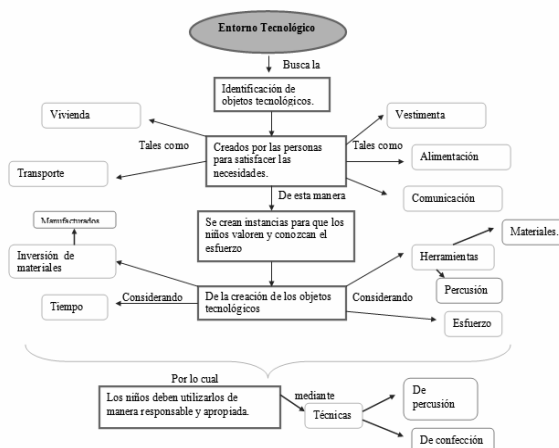 Entorno Tecnológico
Busca la
Identificación de
objetos tecnológicos.
Vivienda
Vestimenta
Tales como
Creados por las personas
para satisfacer las
necesidades.
Tales como
Transporte
Alimentación
Comunicación
De esta manera
Se crean instancias para que los
niños valoren y conozcan el
esfuerzo
Manufacturados
Inversión de
materiales
Materiales.
Herramientas
Percusión
Tiempo
Considerando
De la creación de los objetos
tecnológicos
Considerando
Esfuerzo
Por lo cual
Los niños deben utilizarlos de
manera responsable y apropiada.
mediante
Técnicas
De
percusión
De confección